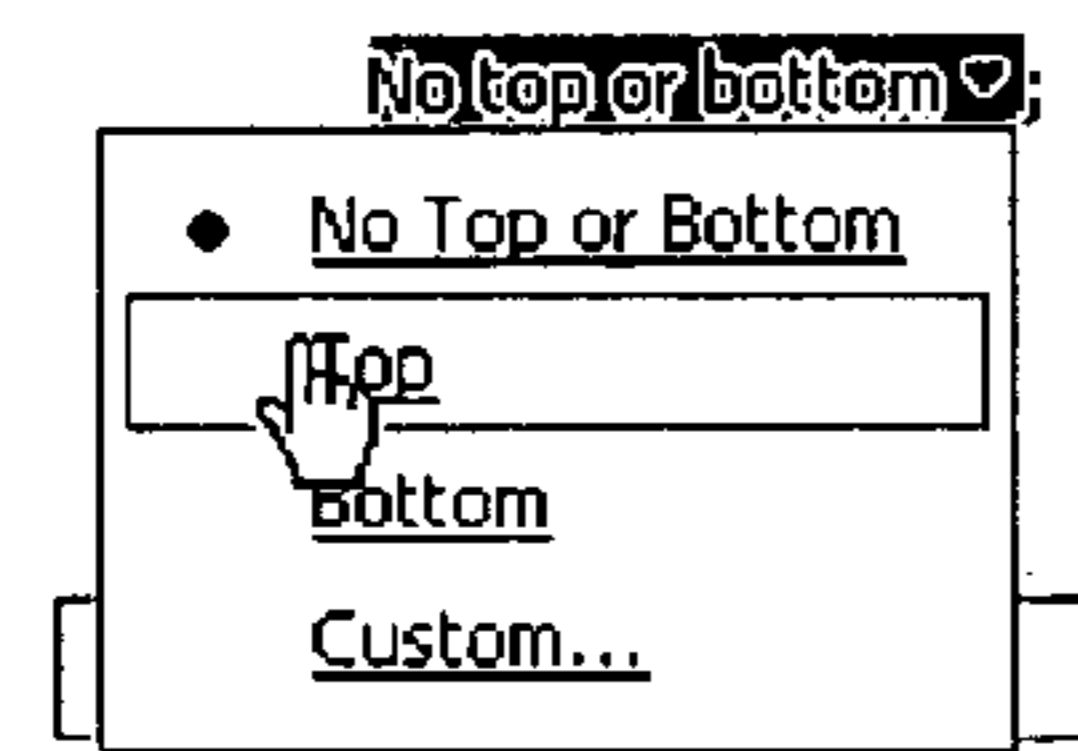 No top or bottom ;
No Top or Bottom
Top
Bottom
Custom...